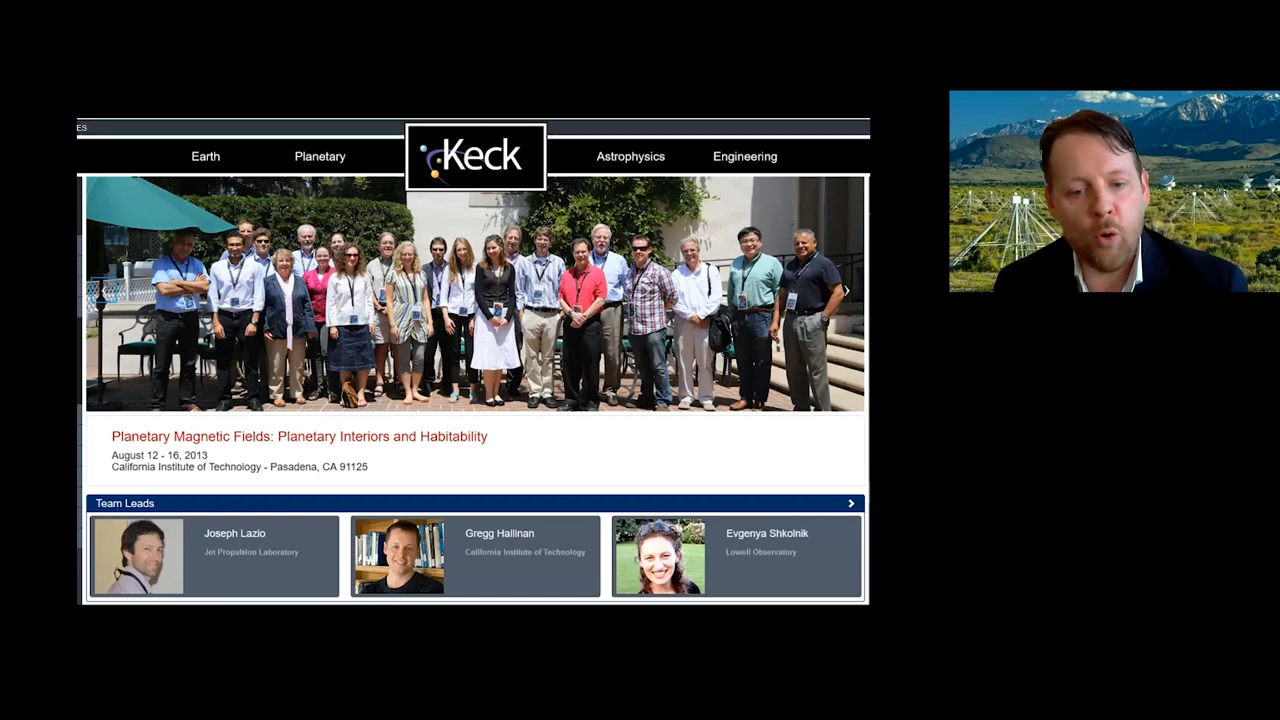 ES
Earth
Planetary
Keck
Astrophysics
Engineering
Planetary Magnetic Fields: Planetary Interiors and Habitability
August 12 - 16, 2013
California Institute of Technology - Pasadena, CA 91125
Team Leads
Joseph Lazio
Jet Propulsion Laboratory
Gregg Hallinan
California Institute of Technology
Evgenya Shkolnik
Lowell Observatory